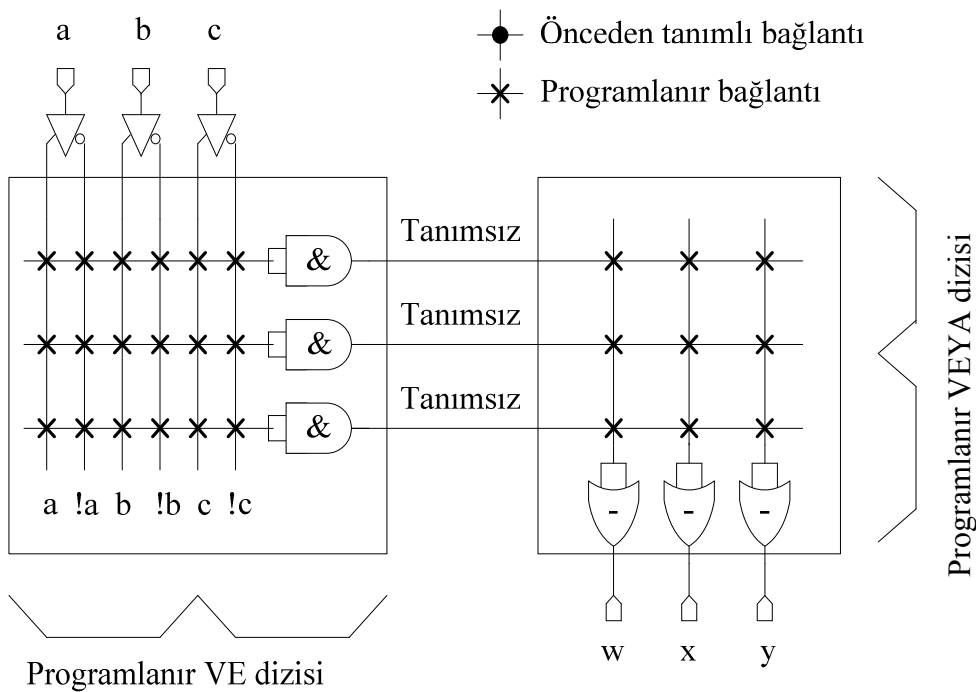 a b c
Önceden tanımlı bağlantı
Programlanır bağlantı
& Tanımsız
& Tanımsız
& Tanımsız
a !a b !b c !c
- - -
w x y
Programlanır VE dizisi
Programlanır VEYA dizisi